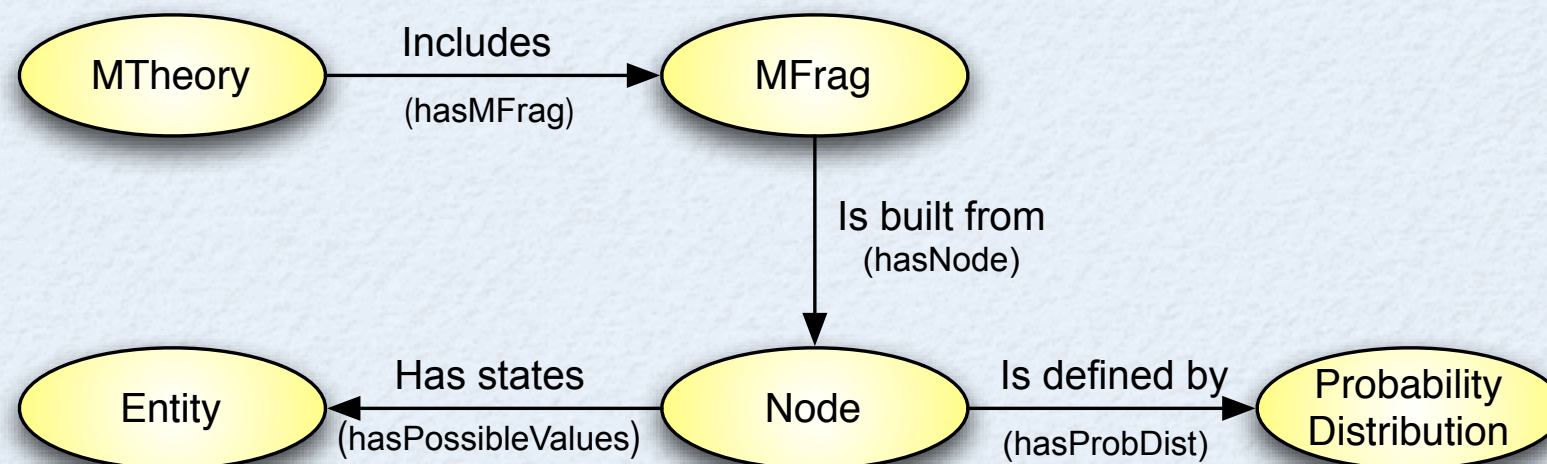 Includes
MTheory
MFrag
(hasMFrag)
Is built from
(hasNode)
Has states
Is defined by
Entity
Node
Probability
Distribution
(hasPossibleValues)
(hasProbDist)